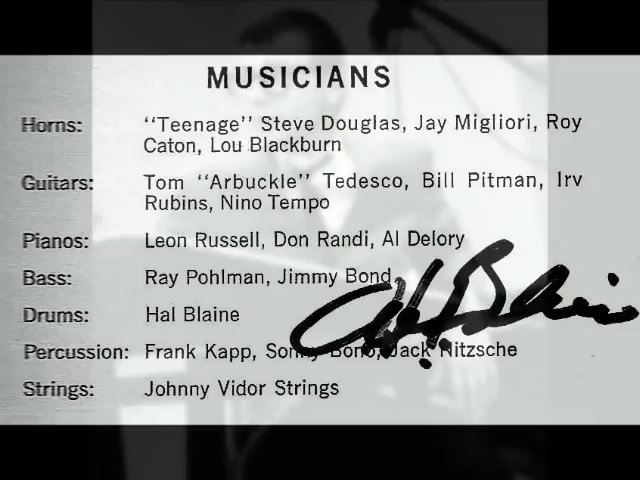 MUSICIANS
Horns: "Teenage" Steve Douglas, Jay Migliori, Roy
Caton, Lou Blackburn
Guitars: Tom "Arbuckle" Tedesco, Bill Pitman, Irv
Rubins, Nino Tempo
Pianos: Leon Russell, Don Randi, Al Delory
Bass: Ray Pohlman, Jimmy Bond
Drums: Hal Blaine
Percussion: Frank Kapp, Sonny Bono, Jack Nitzsche
Strings: Johnny Vidor Strings
Hal Blaine